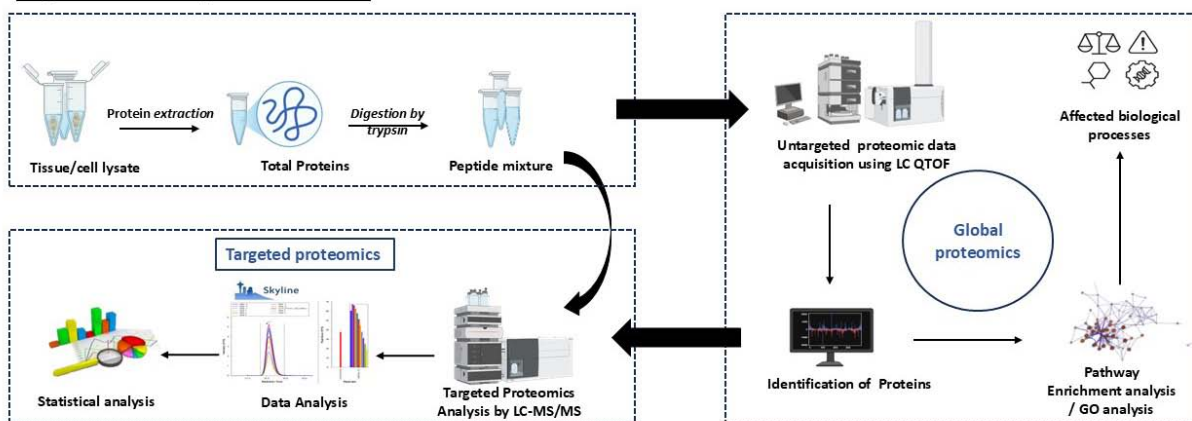 Protein extraction
Digestion by
trypsin
Tissue/cell lysate
Total Proteins
Peptide mixture
Untargeted proteomic data
acquisition using LC QTOF
Affected biological
processes
Global
proteomics
Identification of Proteins
Pathway
Enrichment analysis
/ GO analysis
Targeted proteomics
Skyline
Statistical analysis
Data Analysis
Targeted Proteomics
Analysis by LC-MS/MS